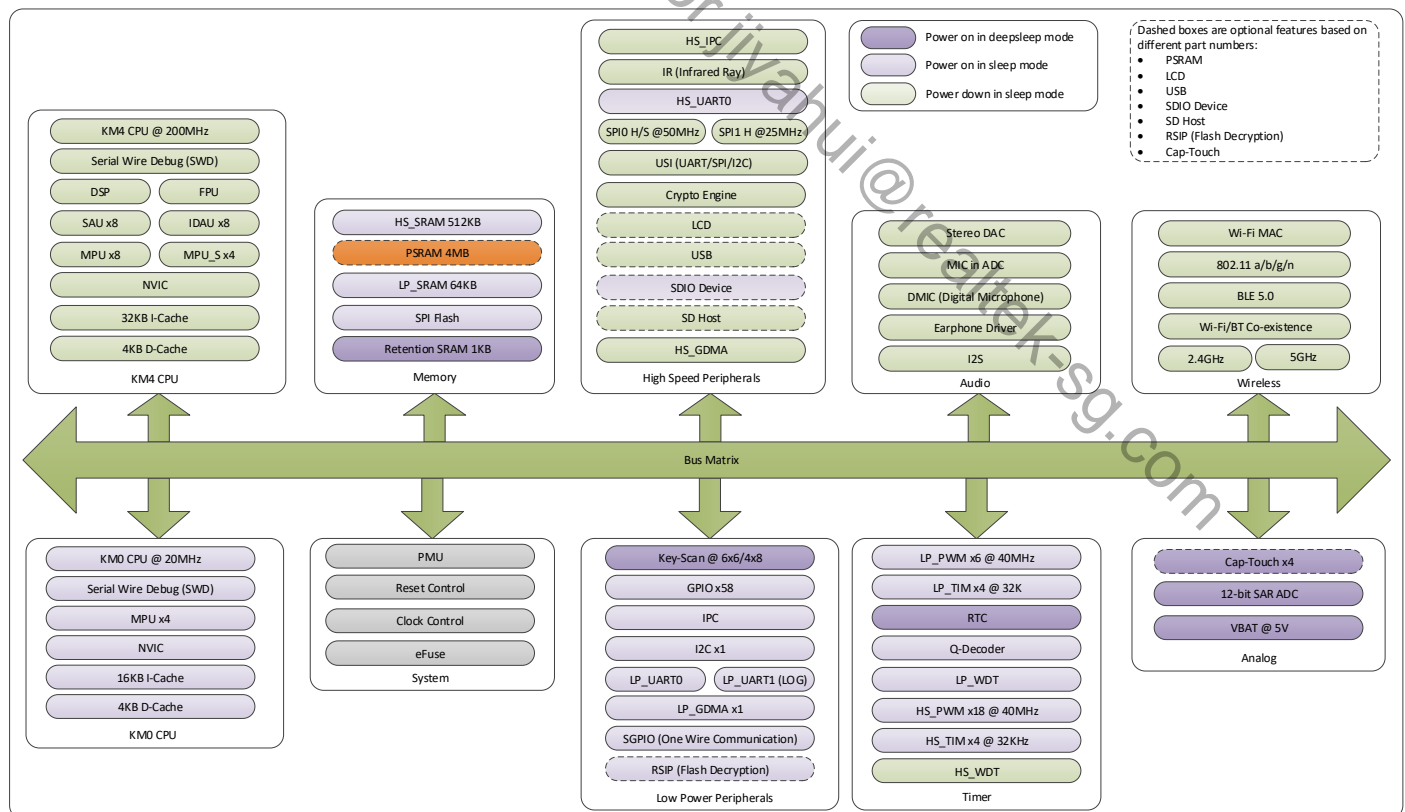 KM4 CPU @ 200MHz
Serial Wire Debug (SWD)
DSP
FPU
SAU x8
IDAU x8
MPU x8
MPU_S x4
NVIC
32KB I-Cache
4KB D-Cache
KM4 CPU
HS_SRAM 512KB
PSRAM 4MB
LP_SRAM 64KB
SPI Flash
Retention SRAM 1KB
Memory
HS_IPC
IR (Infrared Ray)
HS_UART0
SPI0 H/S @50MHz
SPI1 H @25MHz
USI (UART/SPI/I2C)
Crypto Engine
LCD
USB
SDIO Device
SD Host
HS_GDMA
High Speed Peripherals
Power on in deepsleep mode
Power on in sleep mode
Power down in sleep mode
Dashed boxes are optional features based on
different part numbers:
• PSRAM
• LCD
• USB
• SDIO Device
• SD Host
• RSIP (Flash Decryption)
• Cap-Touch
Stereo DAC
MIC in ADC
DMIC (Digital Microphone)
Earphone Driver
I2S
Audio
Wi-Fi MAC
802.11 a/b/g/n
BLE 5.0
Wi-Fi/BT Co-existence
2.4GHz
5GHz
Wireless
Bus Matrix
KM0 CPU @ 20MHz
Serial Wire Debug (SWD)
MPU x4
NVIC
16KB I-Cache
4KB D-Cache
KM0 CPU
PMU
Reset Control
Clock Control
eFuse
System
Key-Scan @ 6x6/4x8
GPIO x58
IPC
I2C x1
LP_UART0
LP_UART1 (LOG)
LP_GDMA x1
SGPIO (One Wire Communication)
RSIP (Flash Decryption)
Low Power Peripherals
LP_PWM x6 @ 40MHz
LP_TIM x4 @ 32K
RTC
Q-Decoder
LP_WDT
HS_PWM x18 @ 40MHz
HS_TIM x4 @ 32KHz
HS_WDT
Timer
Cap-Touch x4
12-bit SAR ADC
VBAT @ 5V
Analog
or jiyahui@realtek-sg.com